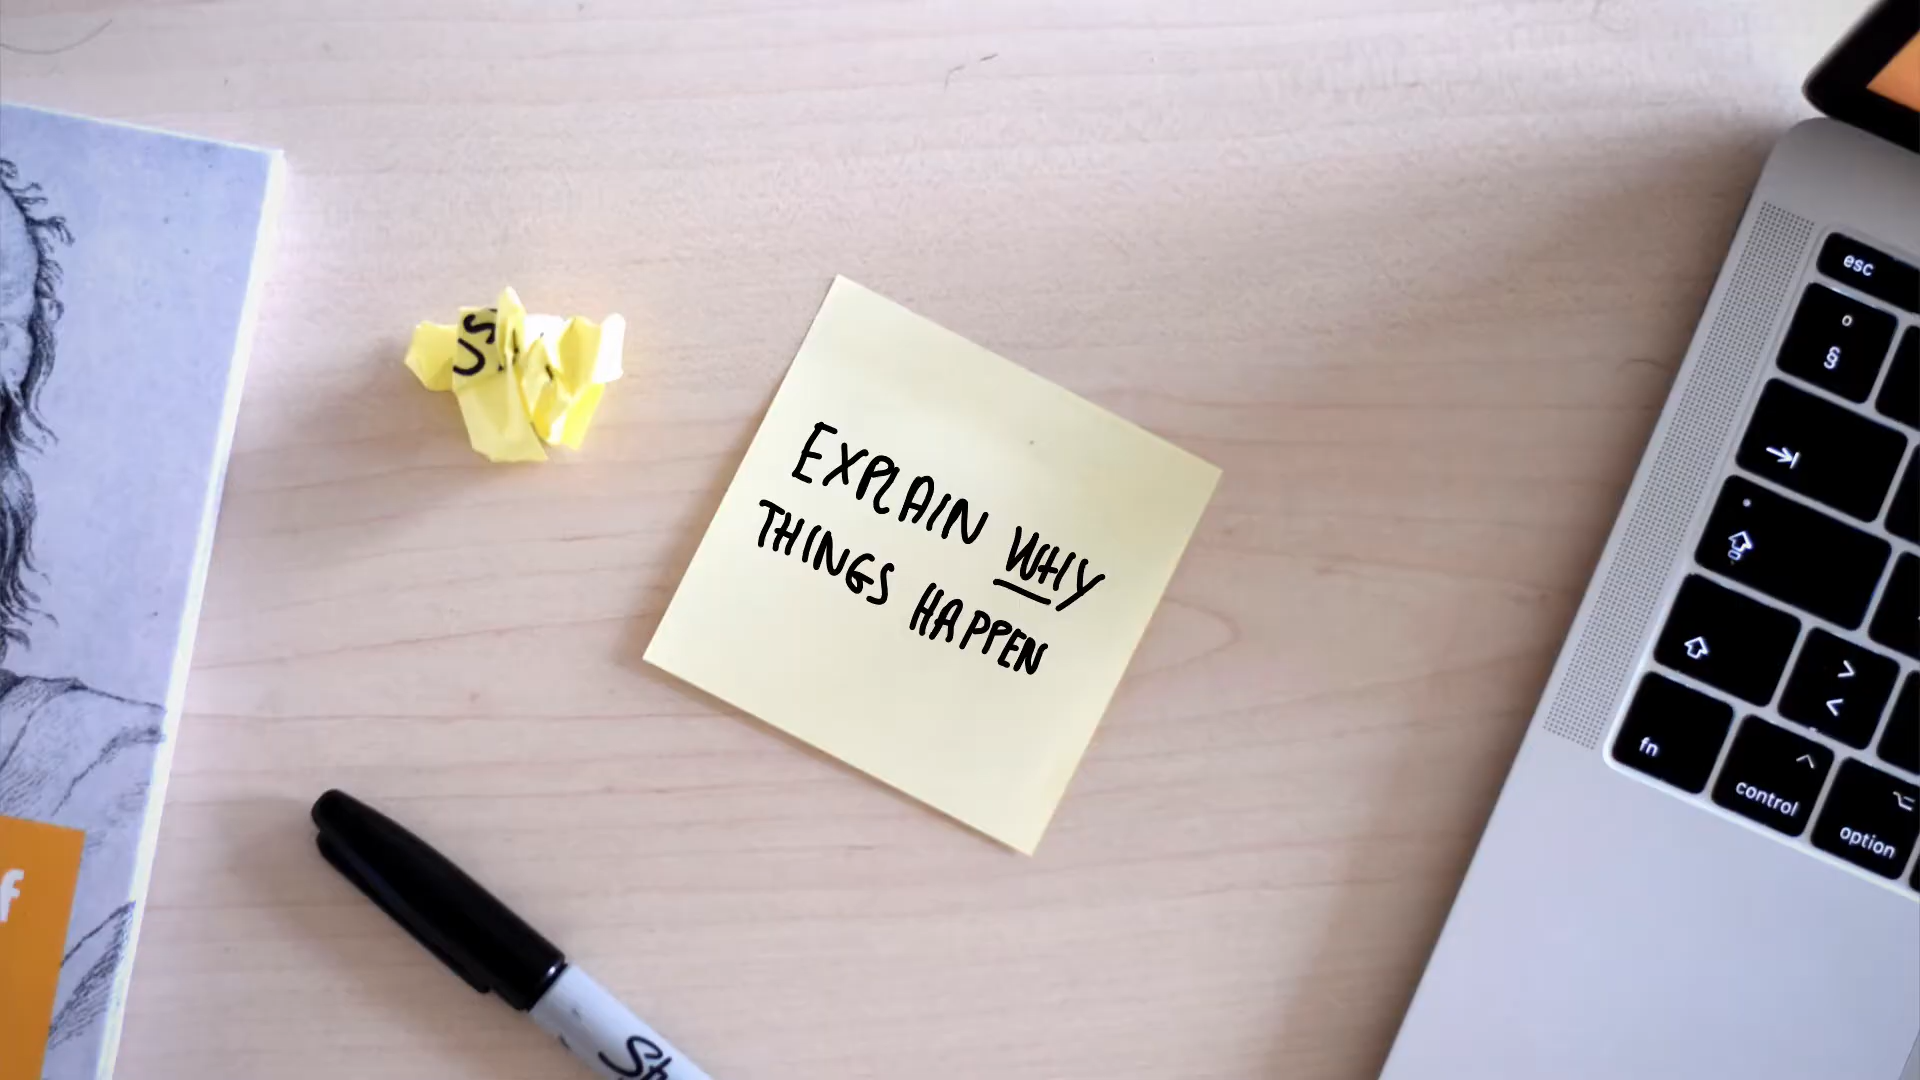 EXPLAIN WHY
THINGS HAPPEN
esc
°
§
>
<
fn
control
option
f